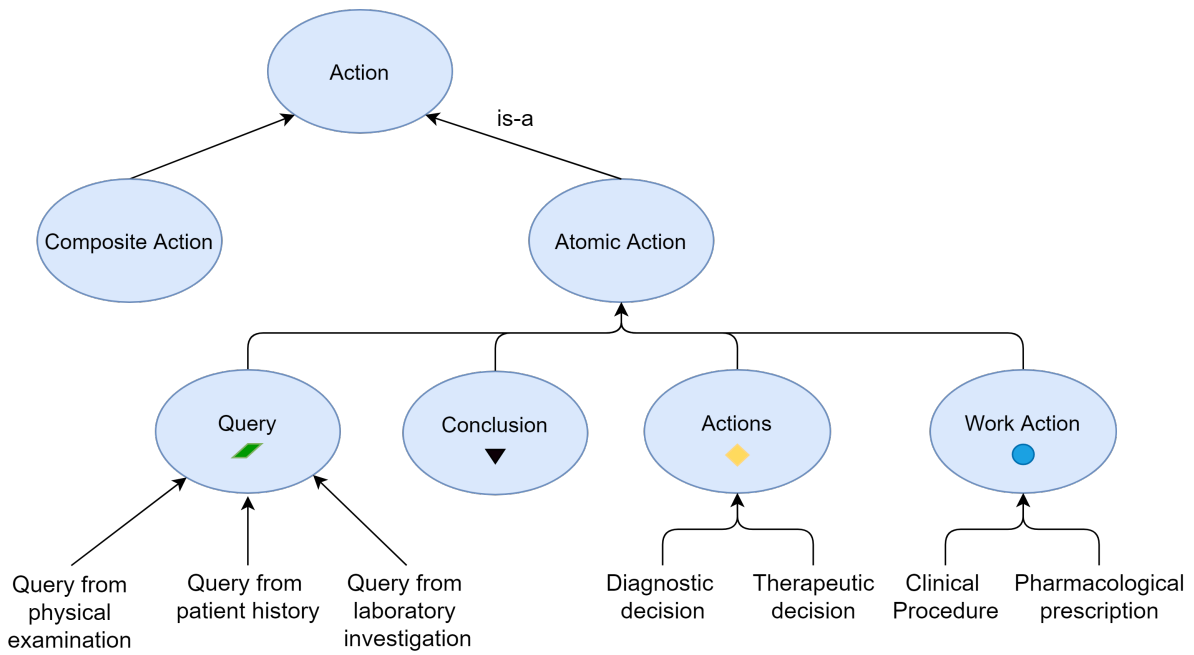 Action
is-a
Composite Action
Atomic Action
Query
Conclusion
Actions
Work Action
Query from
physical
examination
Query from
patient history
Query from
laboratory
investigation
Diagnostic
decision
Therapeutic
decision
Clinical
Procedure
Pharmacological
prescription